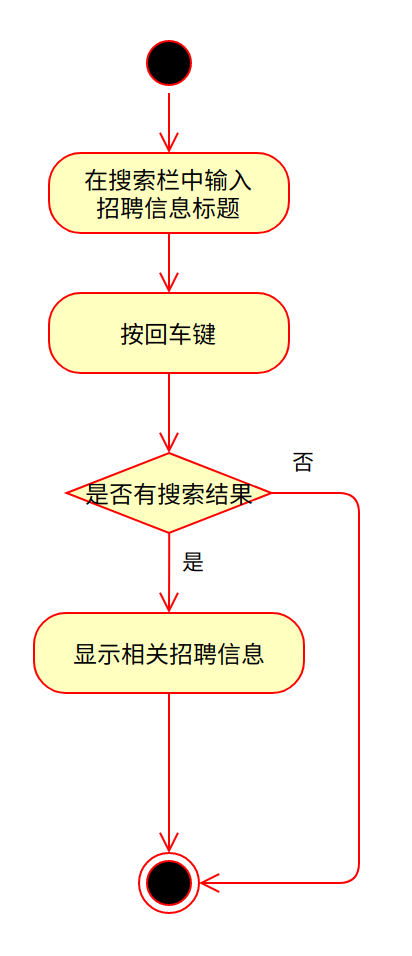 在搜索栏中输入
招聘信息标题
按回车键
否
是否有搜索结果
是
显示相关招聘信息